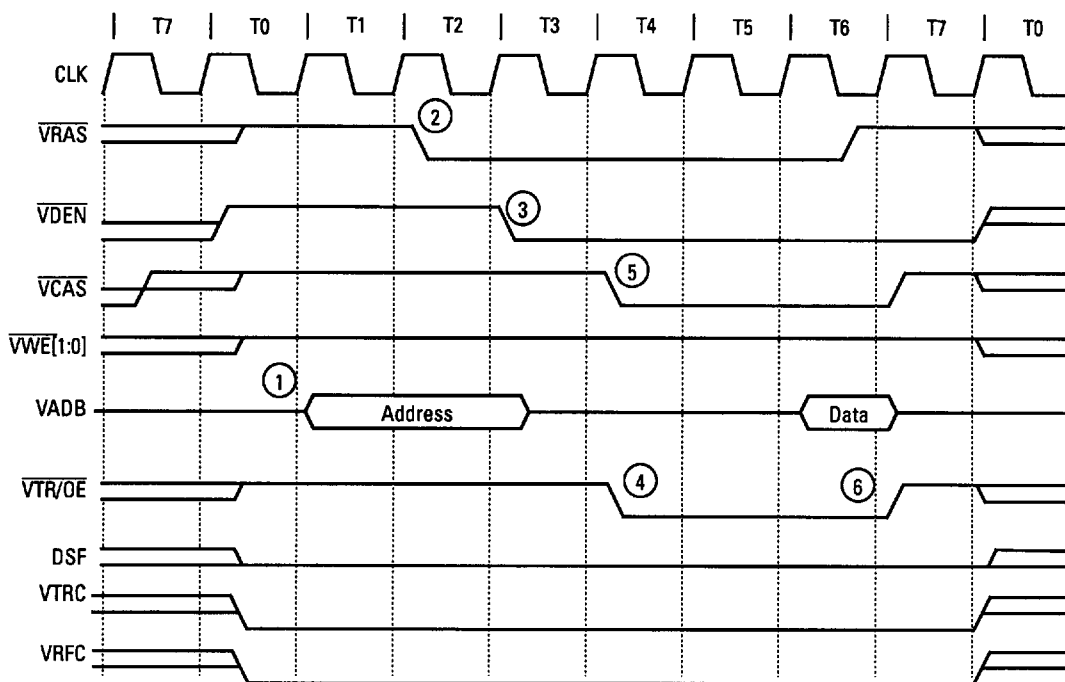 | T7 | T0 | T1 | T2 | T3 | T4 | T5 | T6 | T7 | T0
CLK
VRAS
2
VDEN
3
VCAS
5
VWE[1:0]
1
VADB
Address
Data
VTR/OE
4
6
DSF
VTRC
VRFC